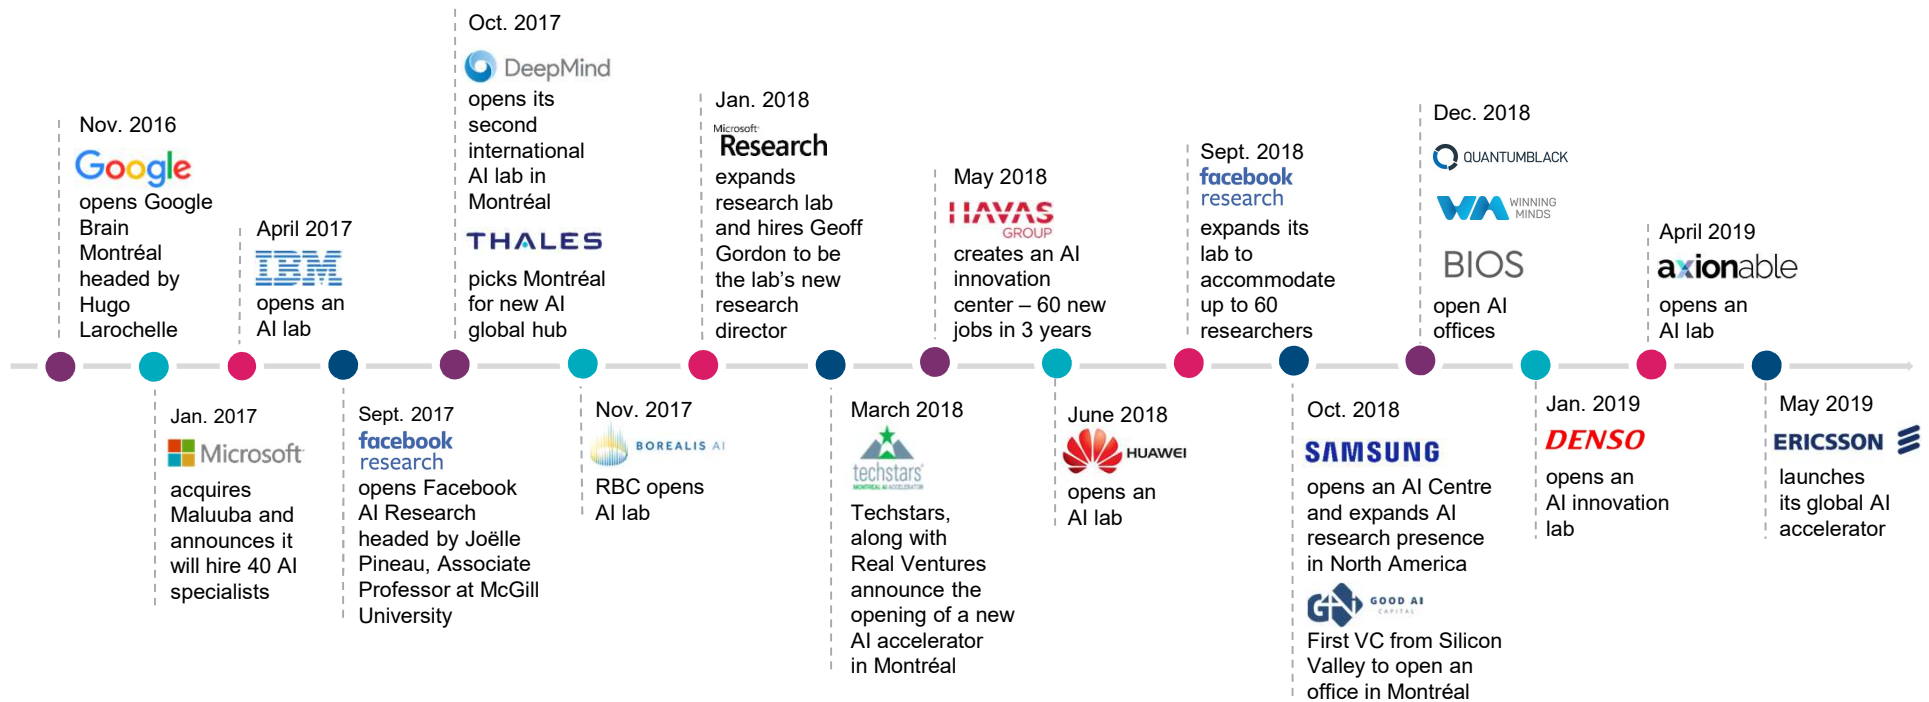 Nov. 2016
Google
opens Google
Brain
Montréal
headed by
Hugo
Larochelle
Jan. 2017
Microsoft
acquires
Maluuba and
announces it
will hire 40 AI
specialists
April 2017
IBM
opens an
AI lab
Sept. 2017
facebook
research
opens Facebook
AI Research
headed by Joëlle
Pineau, Associate
Professor at McGill
University
Oct. 2017
DeepMind
opens its
second
international
AI lab in
Montréal
THALES
picks Montréal
for new AI
global hub
Nov. 2017
BOREALIS AI
RBC opens
AI lab
Jan. 2018
Microsoft
Research
expands
research lab
and hires Geoff
Gordon to be
the lab's new
research
director
March 2018
techstars
MONTREAL AI ACCELERATOR
Techstars,
along with
Real Ventures
announce the
opening of a new
AI accelerator
in Montréal
May 2018
HAVAS
GROUP
creates an AI
innovation
center – 60 new
jobs in 3 years
June 2018
HUAWEI
opens an
AI lab
Sept. 2018
facebook
research
expands its
lab to
accommodate
up to 60
researchers
Oct. 2018
SAMSUNG
opens an AI Centre
and expands AI
research presence
in North America
GOOD AI
CAPITAL
First VC from Silicon
Valley to open an
office in Montréal
Dec. 2018
QUANTUMBLACK
WM WINNING
MINDS
BIOS
open AI
offices
Jan. 2019
DENSO
opens an
AI innovation
lab
April 2019
axionable
opens an
AI lab
May 2019
ERICSSON
launches
its global AI
accelerator